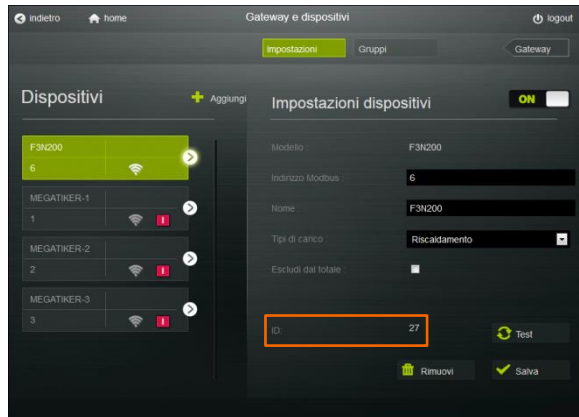 indietro
home
Gateway e dispositivi
logout
Impostazioni
Gruppi
Gateway
Dispositivi
Aggiungi
Impostazioni dispositivi
ON
F3N200
6
MEGATIKER-1
1
I
MEGATIKER-2
2
I
MEGATIKER-3
3
I
Modello :
F3N200
Indirizzo Modbus :
6
Nome :
F3N200
Tipi di carico :
Riscaldamento
Escludi dal totale :
ID:
27
Test
Rimuovi
Salva